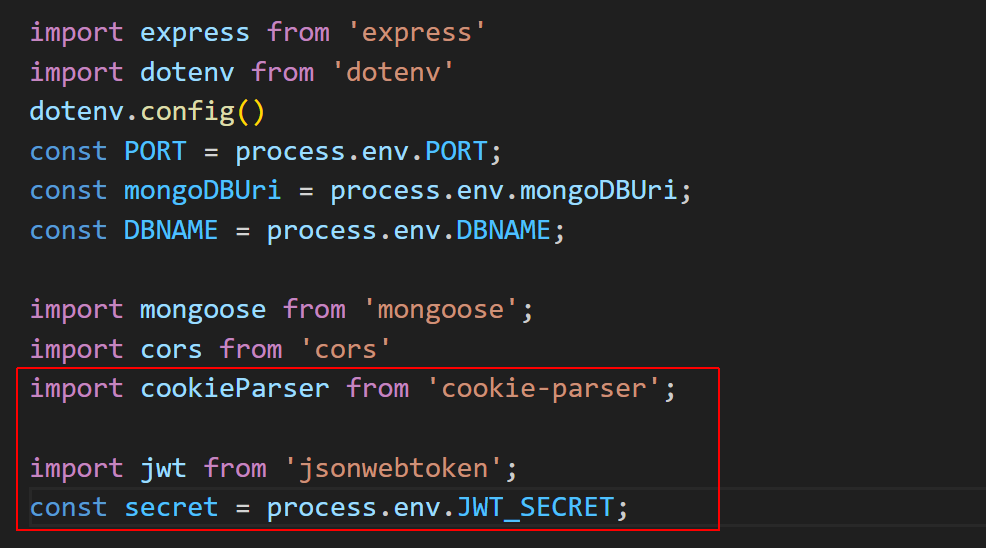 import express from 'express'
import dotenv from 'dotenv'
dotenv.config()
const PORT = process.env.PORT;
const mongoDBUri = process.env.mongoDBUri;
const DBNAME = process.env.DBNAME;
import mongoose from 'mongoose';
import cors from 'cors'
import cookieParser from 'cookie-parser';
import jwt from 'jsonwebtoken';
const secret = process.env.JWT_SECRET;